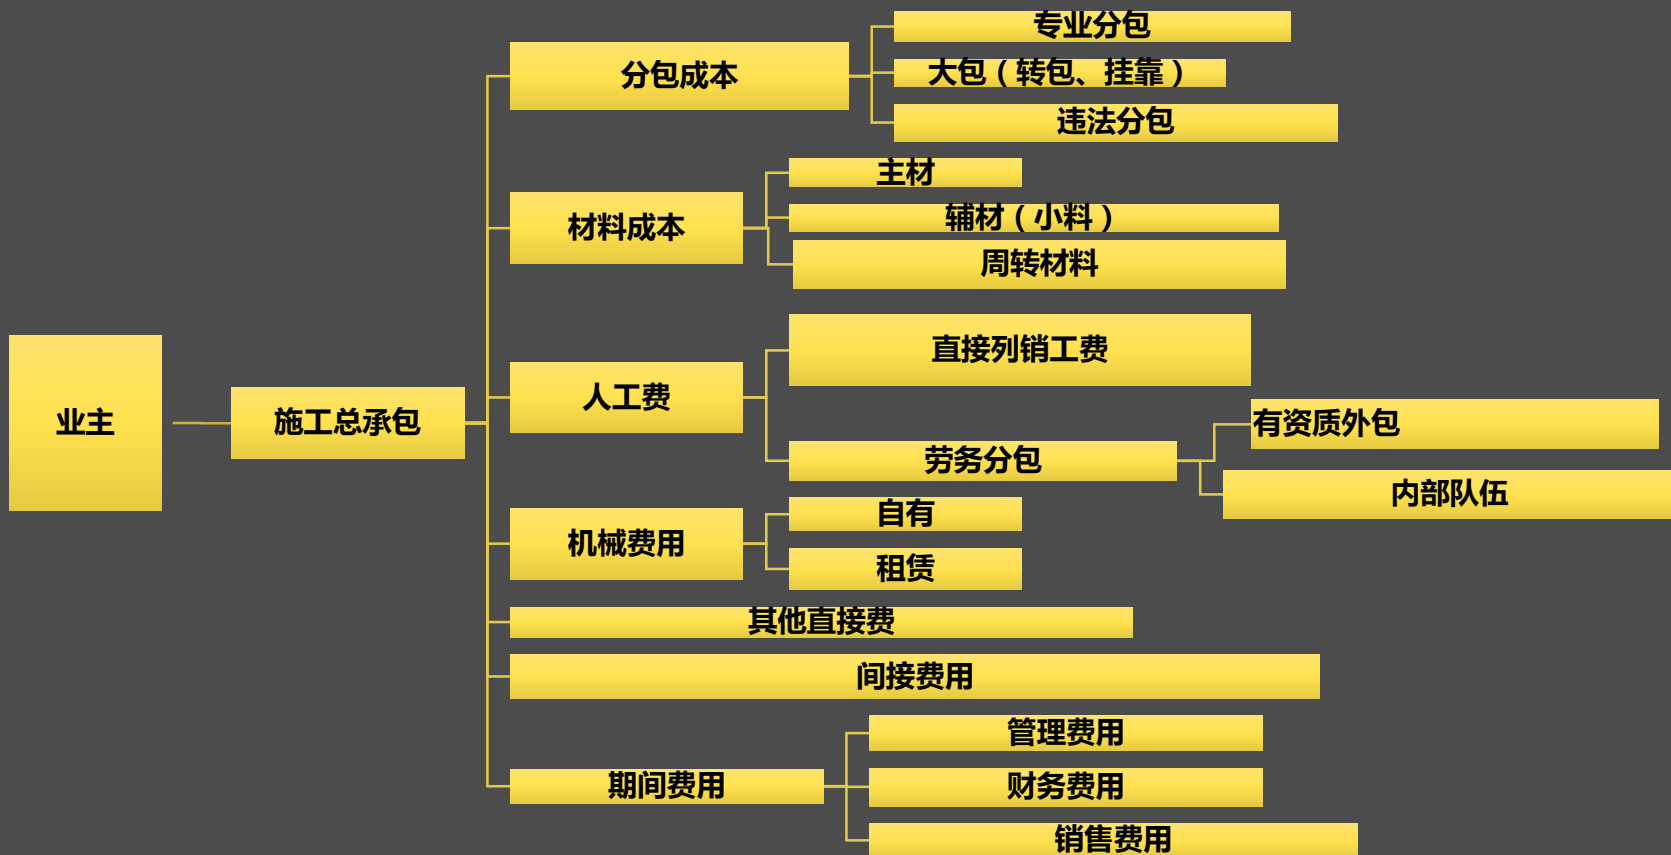 业主
施工总承包
分包成本
专业分包
大包（转包、挂靠）
违法分包
材料成本
主材
辅材（小料）
周转材料
人工费
直接列销工费
劳务分包
有资质外包
内部队伍
机械费用
自有
租赁
其他直接费
间接费用
期间费用
管理费用
财务费用
销售费用